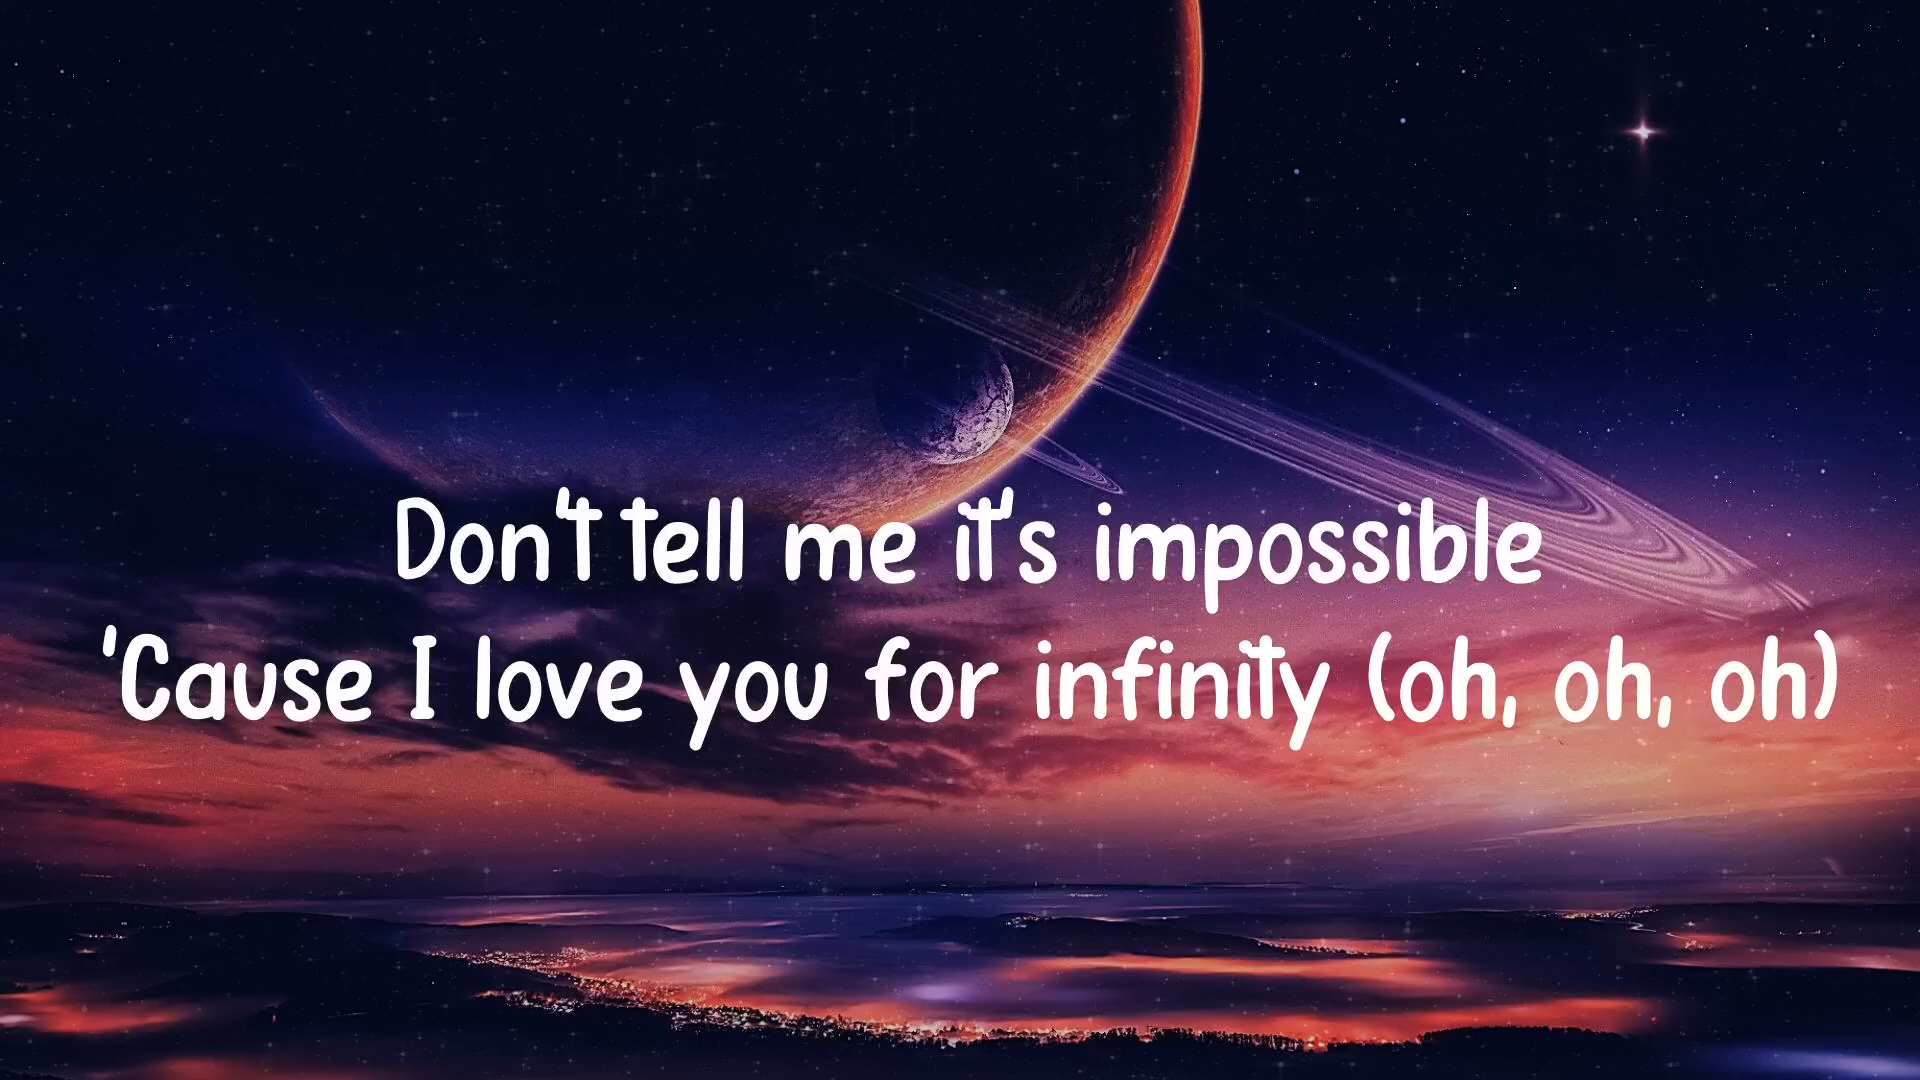 Don't tell me it's impossible
'Cause I love you for infinity (oh, oh, oh)